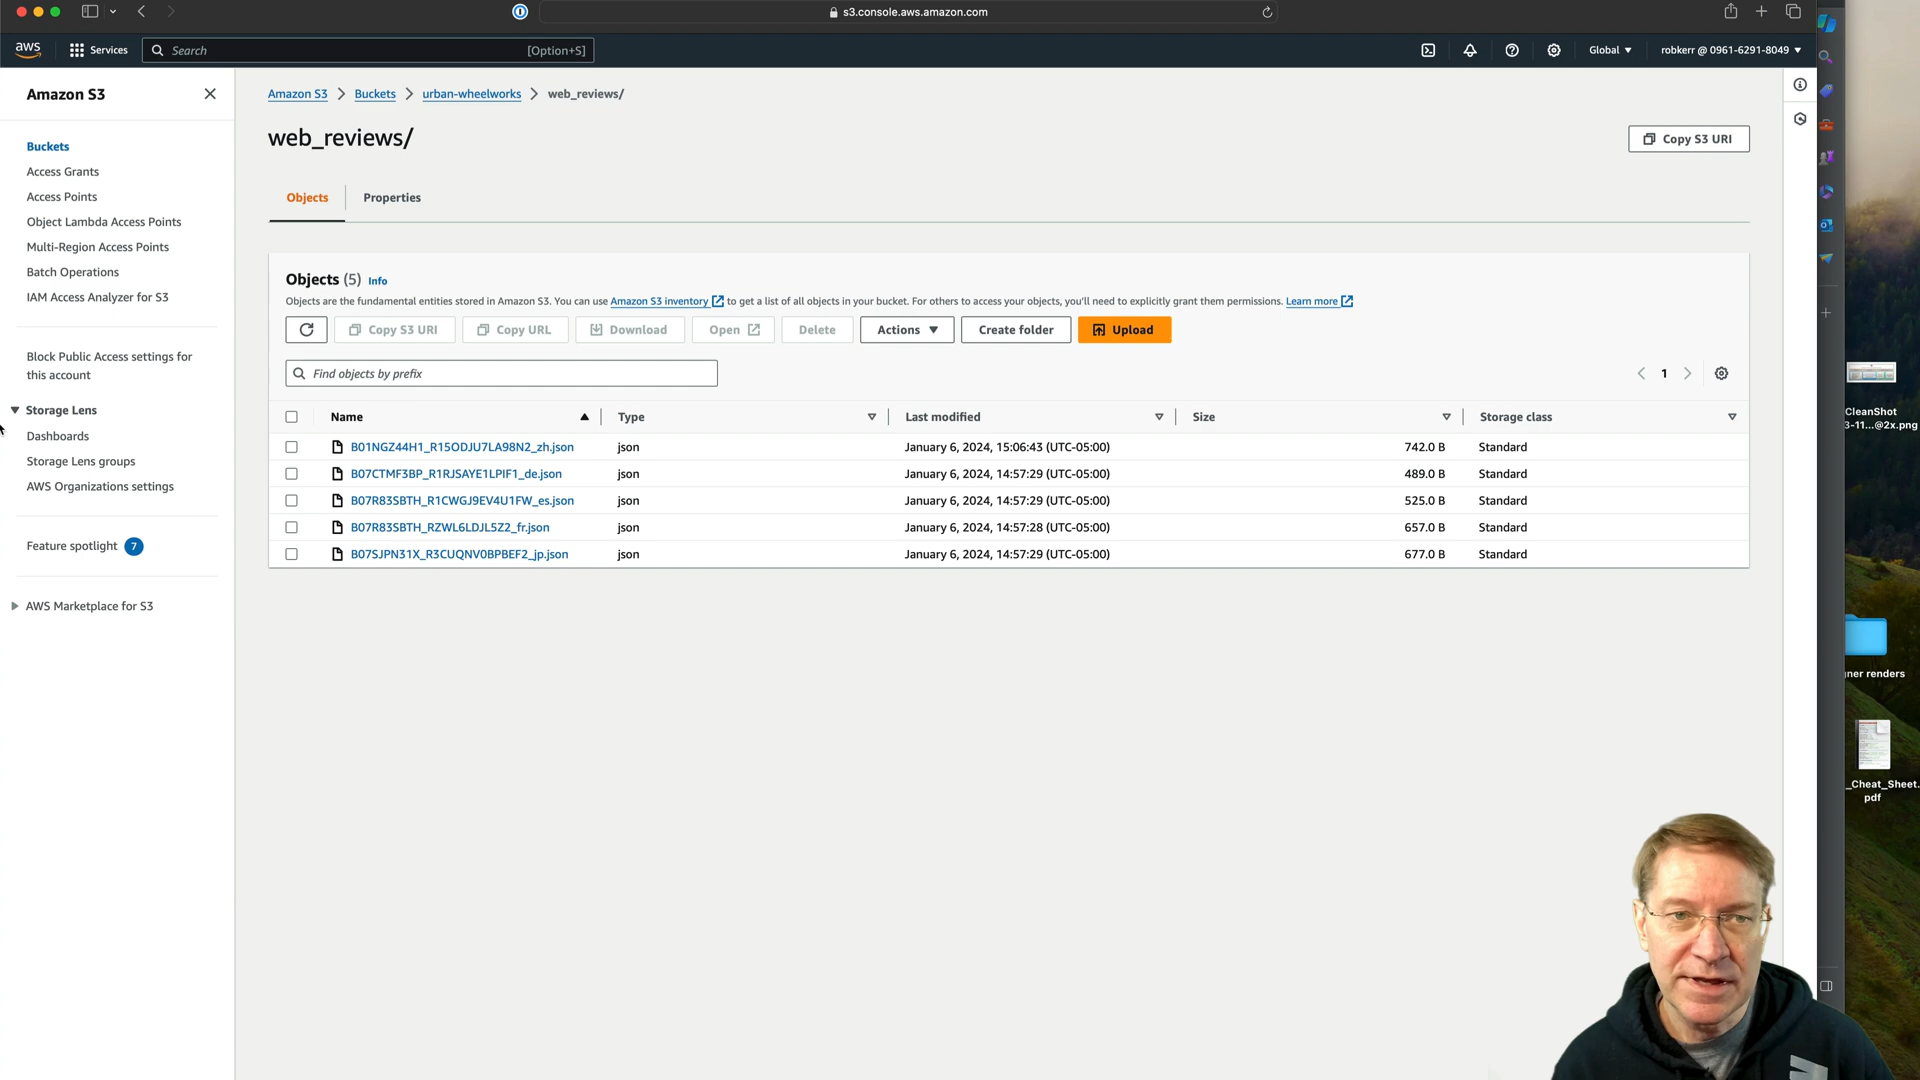 s3.console.aws.amazon.com
aws
Services
Search
[Option+S]
Global
robkerr @ 0961-6291-8049
Amazon S3
Buckets
Access Grants
Access Points
Object Lambda Access Points
Multi-Region Access Points
Batch Operations
IAM Access Analyzer for S3
Block Public Access settings for
this account
Storage Lens
Dashboards
Storage Lens groups
AWS Organizations settings
Feature spotlight 7
AWS Marketplace for S3
Amazon S3 Buckets urban-wheelworks web_reviews/
web_reviews/
Copy S3 URI
Objects Properties
Objects (5) Info
Objects are the fundamental entities stored in Amazon S3. You can use Amazon S3 inventory to get a list of all objects in your bucket. For others to access your objects, you'll need to explicitly grant them permissions. Learn more
Copy S3 URI Copy URL Download Open Delete Actions Create folder Upload
Find objects by prefix
1
Name Type Last modified Size Storage class
B01NGZ44H1_R15ODJU7LA98N2_zh.json json January 6, 2024, 15:06:43 (UTC-05:00) 742.0 B Standard
B07CTMF3BP_R1RJSAYE1LPIF1_de.json json January 6, 2024, 14:57:29 (UTC-05:00) 489.0 B Standard
B07R83SBTH_R1CWGJ9EV4U1FW_es.json json January 6, 2024, 14:57:29 (UTC-05:00) 525.0 B Standard
B07R83SBTH_RZWL6LDJL5Z2_fr.json json January 6, 2024, 14:57:28 (UTC-05:00) 657.0 B Standard
B07SJPN31X_R3CUQNV0BPBEF2_jp.json json January 6, 2024, 14:57:29 (UTC-05:00) 677.0 B Standard
CleanShot
3-11...@2x.png
ner renders
_Cheat_Sheet.
pdf